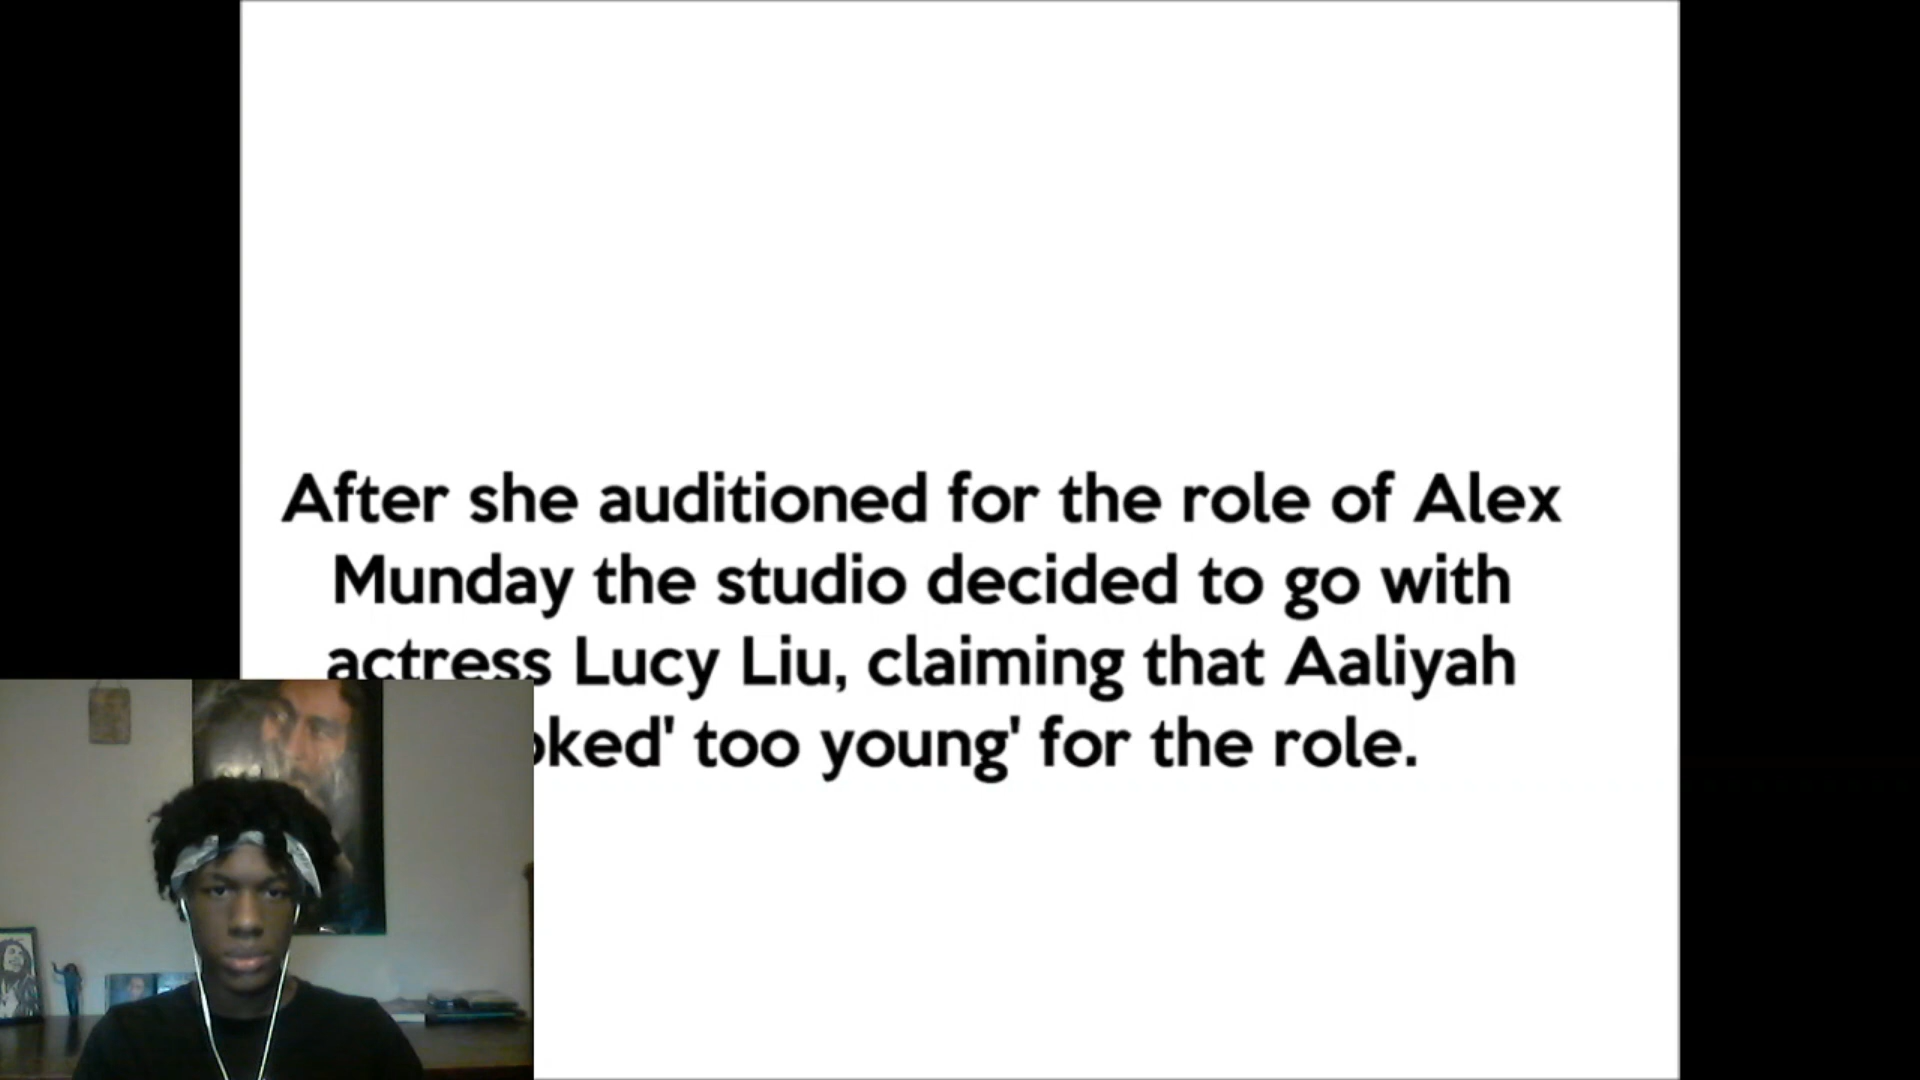 After she auditioned for the role of Alex
Munday the studio decided to go with
actress Lucy Liu, claiming that Aaliyah
too young' for the role.